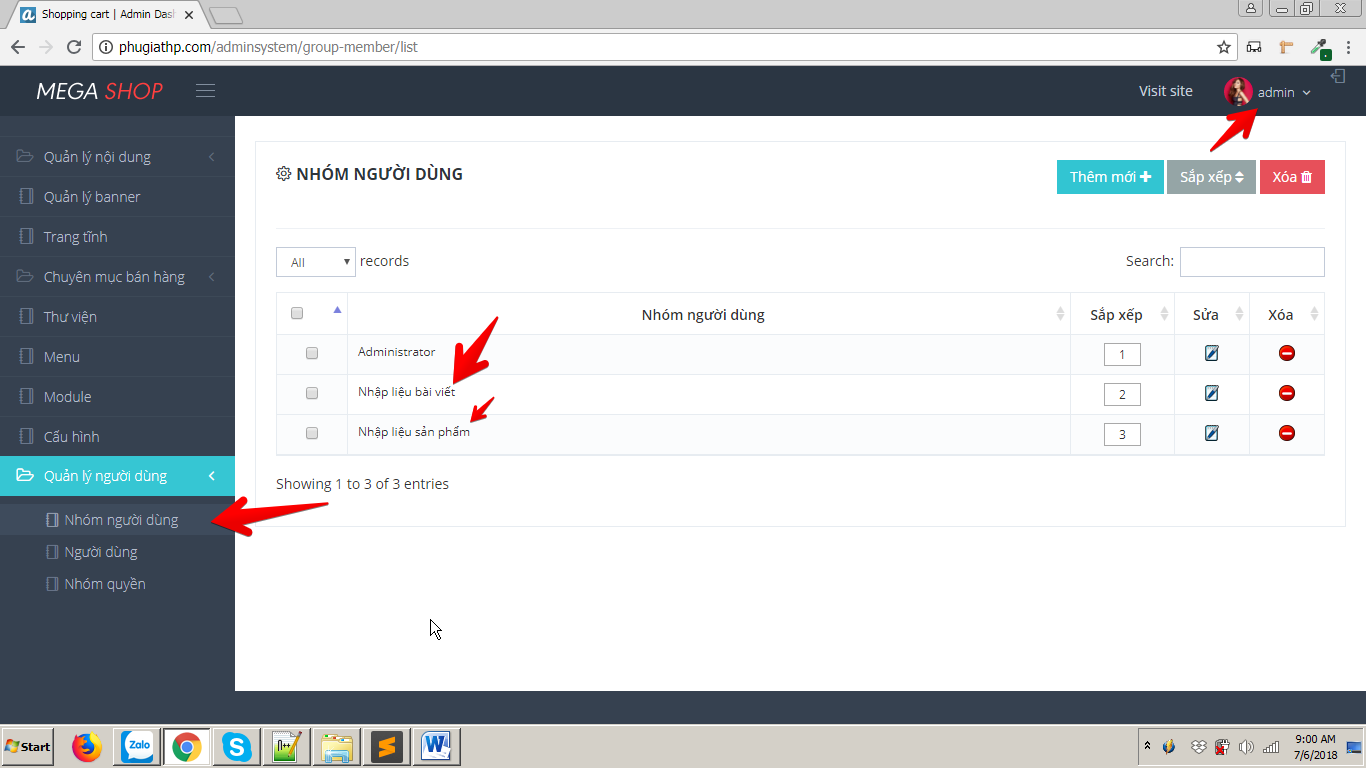 Shopping cart | Admin Das
phugiathp.com/adminsystem/group-member/list
MEGA SHOP
Visit site
admin
Quản lý nội dung
Quản lý banner
Trang tĩnh
Chuyên mục bán hàng
Thư viện
Menu
Module
Cấu hình
Quản lý người dùng
Nhóm người dùng
Người dùng
Nhóm quyền
NHÓM NGƯỜI DÙNG
Thêm mới
Sắp xếp
Xóa
All records
Search:
Nhóm người dùng Sắp xếp Sửa Xóa
Administrator 1
Nhập liệu bài viết 2
Nhập liệu sản phẩm 3
Showing 1 to 3 of 3 entries
Start
Zalo
9:00 AM
7/6/2018